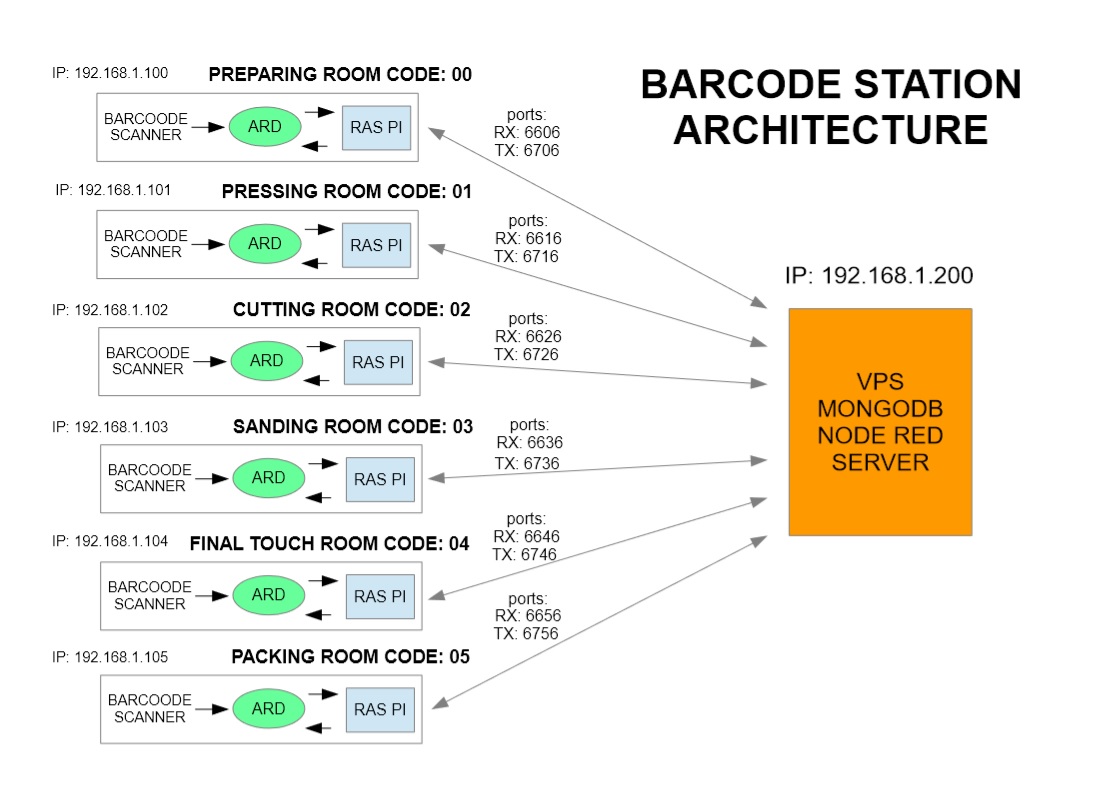 BARCODE STATION
ARCHITECTURE
IP: 192.168.1.100
PREPARING ROOM CODE: 00
BARCOODE
SCANNER
ARD
RAS PI
ports:
RX: 6606
TX: 6706
IP: 192.168.1.101
PRESSING ROOM CODE: 01
BARCOODE
SCANNER
ARD
RAS PI
ports:
RX: 6616
TX: 6716
IP: 192.168.1.102
CUTTING ROOM CODE: 02
BARCOODE
SCANNER
ARD
RAS PI
ports:
RX: 6626
TX: 6726
IP: 192.168.1.103
SANDING ROOM CODE: 03
BARCOODE
SCANNER
ARD
RAS PI
ports:
RX: 6636
TX: 6736
IP: 192.168.1.104
FINAL TOUCH ROOM CODE: 04
BARCOODE
SCANNER
ARD
RAS PI
ports:
RX: 6646
TX: 6746
IP: 192.168.1.105
PACKING ROOM CODE: 05
BARCOODE
SCANNER
ARD
RAS PI
ports:
RX: 6656
TX: 6756
IP: 192.168.1.200
VPS
MONGODB
NODE RED
SERVER